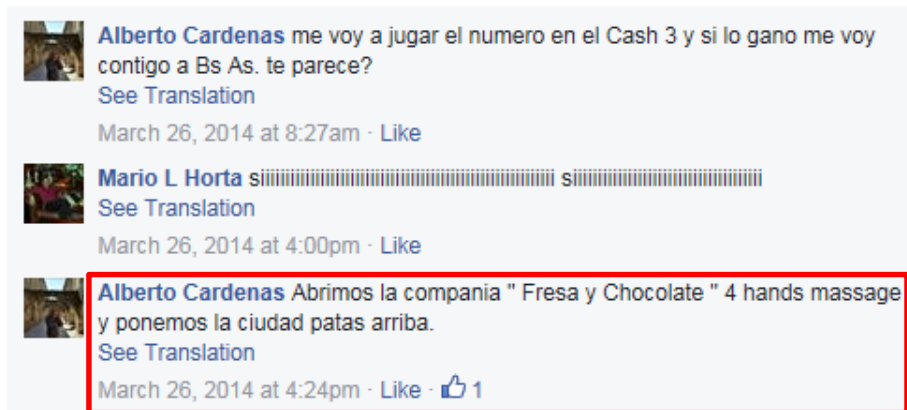 Alberto Cardenas me voy a jugar el numero en el Cash 3 y si lo gano me voy
contigo a Bs As. te parece?
See Translation
March 26, 2014 at 8:27am · Like
Mario L Horta siiiiiiiiiiiiiiiiiiiiiiiiiiiiiiiiiiiiiiiiiiiiiiiiiiiiiiiiiii siiiiiiiiiiiiiiiiiiiiiiiiiiiiiiiiiiiiii
See Translation
March 26, 2014 at 4:00pm · Like
Alberto Cardenas Abrimos la compania " Fresa y Chocolate " 4 hands massage
y ponemos la ciudad patas arriba.
See Translation
March 26, 2014 at 4:24pm · Like · 1